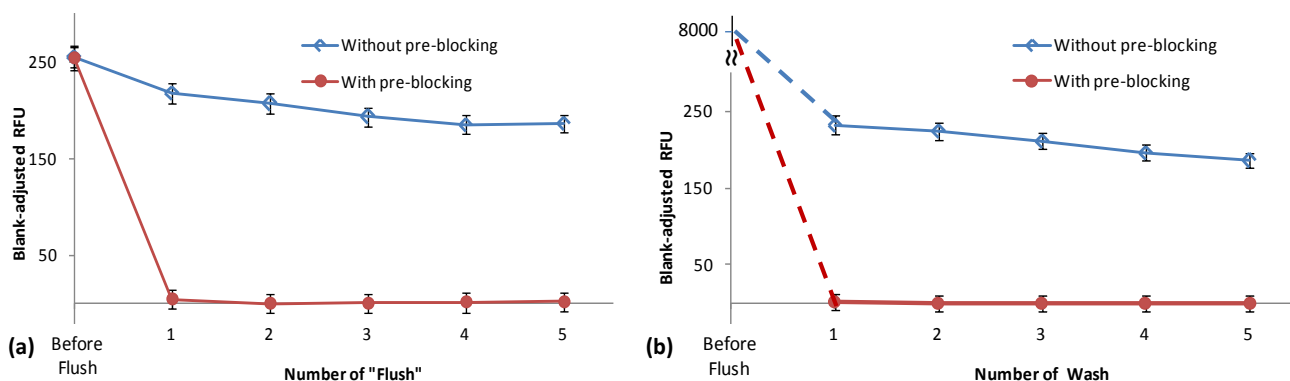 250
150
50
Blank-adjusted RFU
Without pre-blocking
With pre-blocking
Before
Flush
1
2
3
4
5
Number of "Flush"
(a)
8000
250
150
50
Blank-adjusted RFU
Without pre-blocking
With pre-blocking
Before
Flush
1
2
3
4
5
Number of Wash
(b)